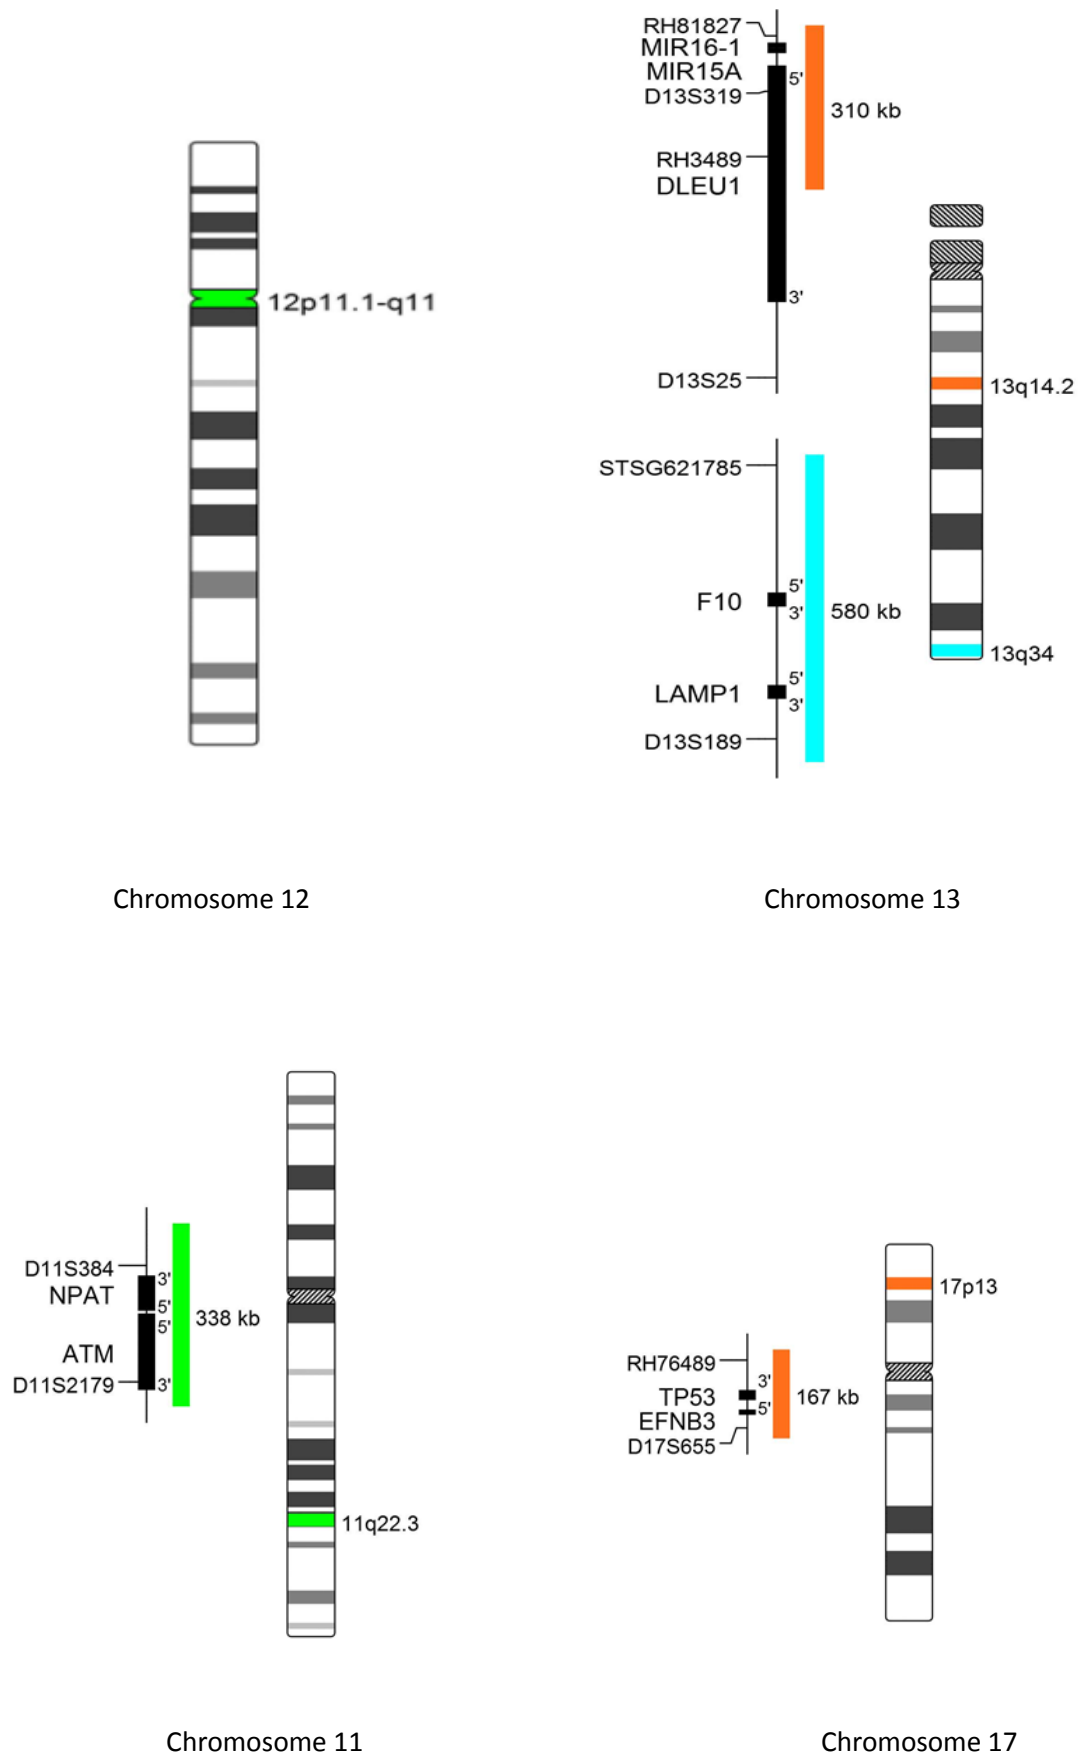 12p11.1-q11
Chromosome 12
RH81827
MIR16-1
MIR15A
5'
D13S319
310 kb
RH3489
DLEU1
3'
D13S25
13q14.2
STSG621785
5'
F10
3'
580 kb
5'
LAMP1
3'
D13S189
13q34
Chromosome 13
D11S384
3'
NPAT
5'
338 kb
5'
ATM
D11S2179
3'
11q22.3
Chromosome 11
17p13
RH76489
3'
TP53
167 kb
5'
EFNB3
D17S655
Chromosome 17